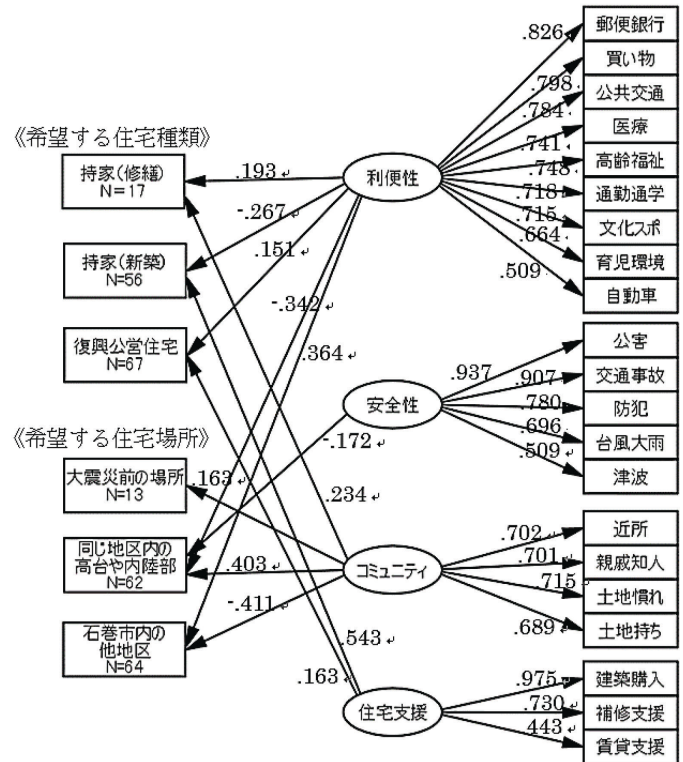 《希望する住宅種類》
持家(修繕)
N=17
持家(新築)
N=56
復興公営住宅
N=67
《希望する住宅場所》
大震災前の場所
N=13
同じ地区内の
高台や内陸部
N=62
石巻市内の
他地区
N=64
.193
-.267
.151
-.342
.364
-.172
.163
.234
.403
-.411
.543
.163
利便性
安全性
コミュニティ
住宅支援
.826
.798
.784
.741
.748
.718
.715
.664
.509
.937
.907
.780
.696
.509
.702
.701
.715
.689
.975
.730
.443
郵便銀行
買い物
公共交通
医療
高齢福祉
通勤通学
文化スポ
育児環境
自動車
公害
交通事故
防犯
台風大雨
津波
近所
親戚知人
土地慣れ
土地持ち
建築購入
補修支援
賃貸支援